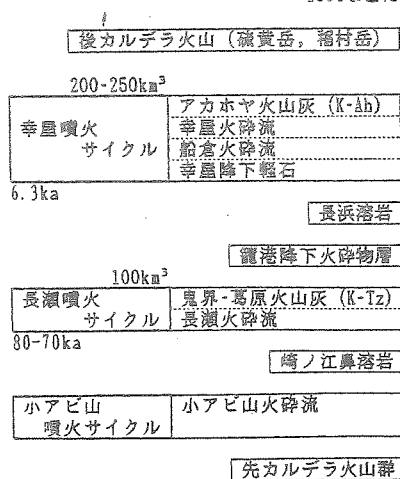 後カルデラ火山（硫黄岳，稲村岳）
200-250km³
幸屋噴火
サイクル
アカホヤ火山灰（K-Ah）
幸屋火砕流
船倉火砕流
幸屋降下軽石
6.3ka
長浜溶岩
籠港降下火砕物層
100km³
長瀬噴火
サイクル
鬼界-葛原火山灰（K-Tz）
長瀬火砕流
80-70ka
崎ノ江鼻溶岩
小アビ山
噴火サイクル
小アビ山火砕流
先カルデラ火山群